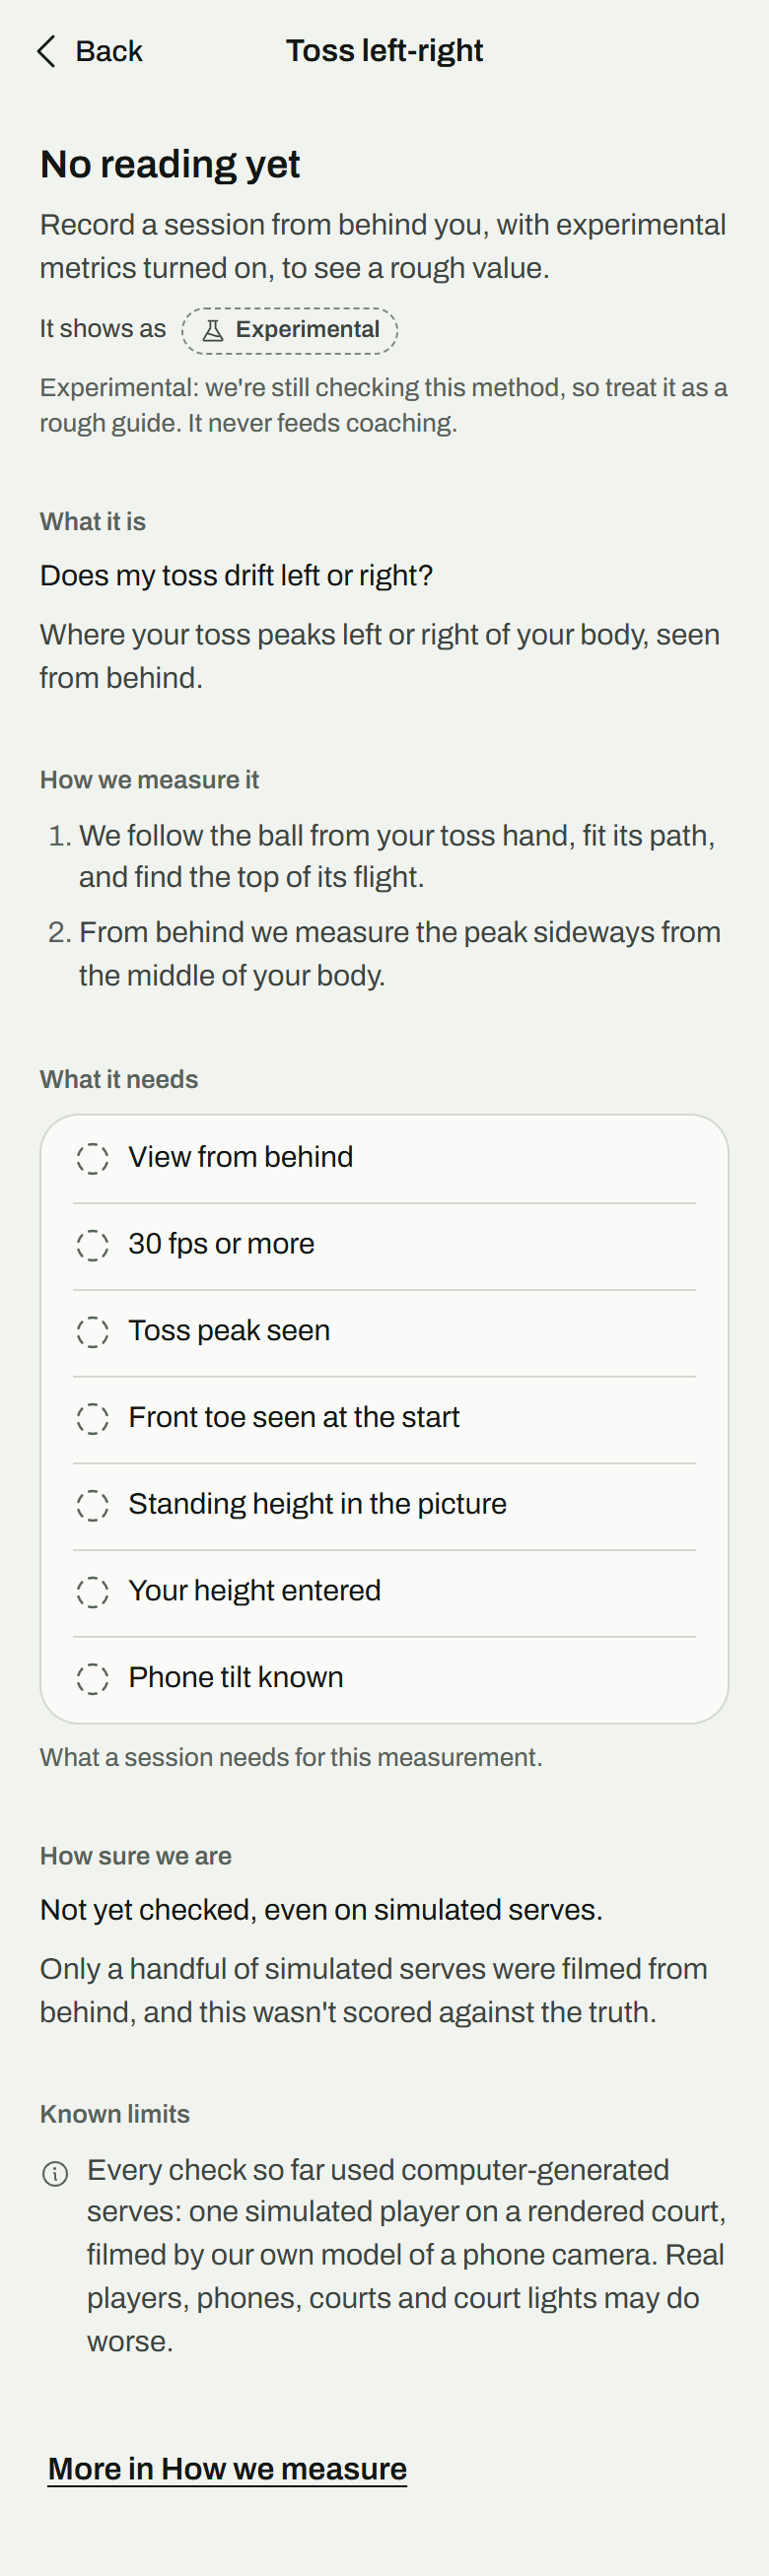 Back
Toss left-right
No reading yet
Record a session from behind you, with experimental
metrics turned on, to see a rough value.
It shows as Experimental
Experimental: we're still checking this method, so treat it as a
rough guide. It never feeds coaching.
What it is
Does my toss drift left or right?
Where your toss peaks left or right of your body, seen
from behind.
How we measure it
1. We follow the ball from your toss hand, fit its path,
and find the top of its flight.
2. From behind we measure the peak sideways from
the middle of your body.
What it needs
View from behind
30 fps or more
Toss peak seen
Front toe seen at the start
Standing height in the picture
Your height entered
Phone tilt known
What a session needs for this measurement.
How sure we are
Not yet checked, even on simulated serves.
Only a handful of simulated serves were filmed from
behind, and this wasn't scored against the truth.
Known limits
Every check so far used computer-generated
serves: one simulated player on a rendered court,
filmed by our own model of a phone camera. Real
players, phones, courts and court lights may do
worse.
More in How we measure